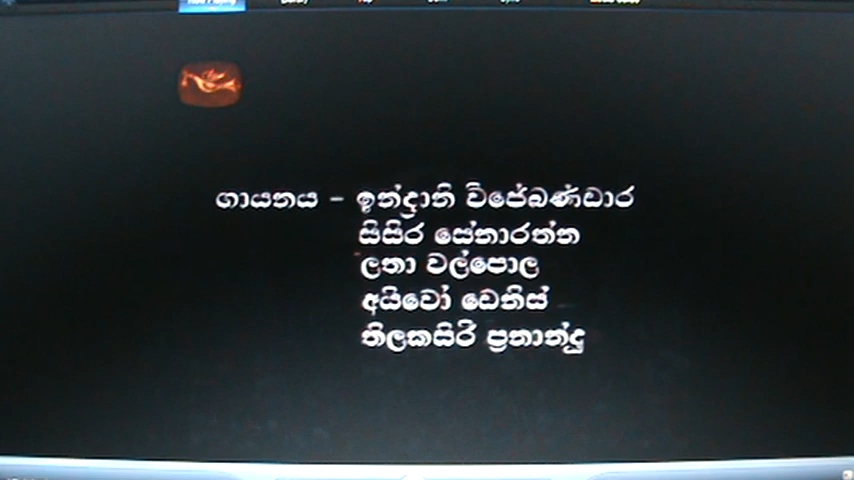 ගායනය - ඉන්ද්‍රානි විජේබණ්ඩාර
සිසිර සේනාරත්න
ලතා වල්පොල
අයිවෝ ඩෙනිස්
තිලකසිරි ප්‍රනාන්දු